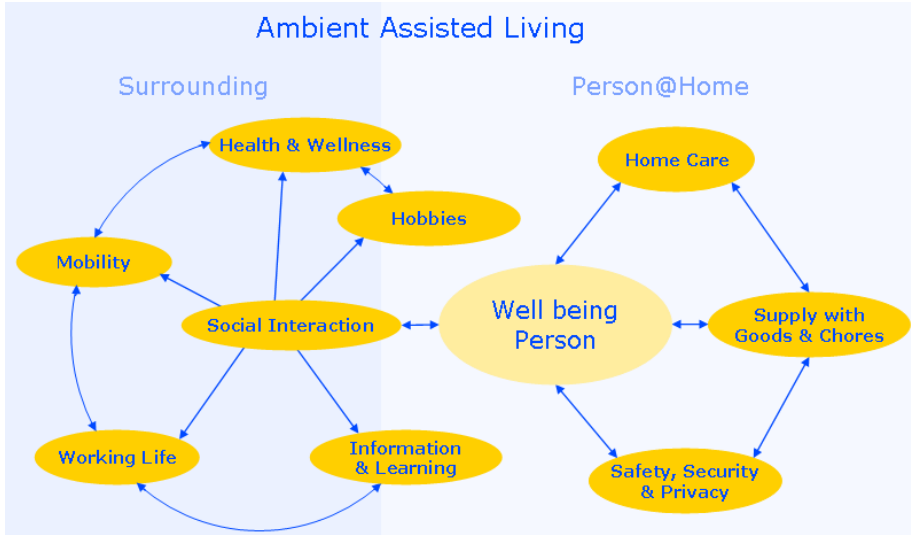 Ambient Assisted Living
Surrounding
Person@Home
Health & Wellness
Home Care
Hobbies
Mobility
Social Interaction
Well being
Person
Supply with
Goods & Chores
Working Life
Information
& Learning
Safety, Security
& Privacy